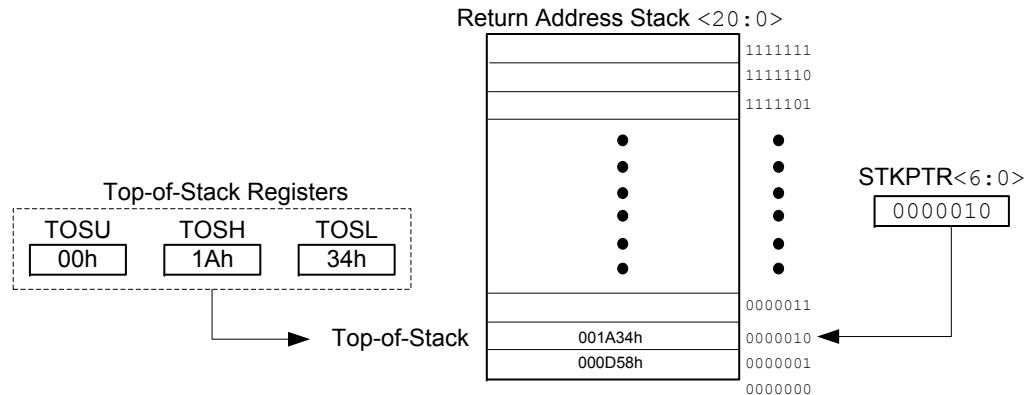 Return Address Stack <20:0>
1111111
1111110
1111101
STKPTR<6:0>
0000010
Top-of-Stack Registers
TOSU TOSH TOSL
00h 1Ah 34h
0000011
Top-of-Stack 001A34h 0000010
000D58h 0000001
0000000